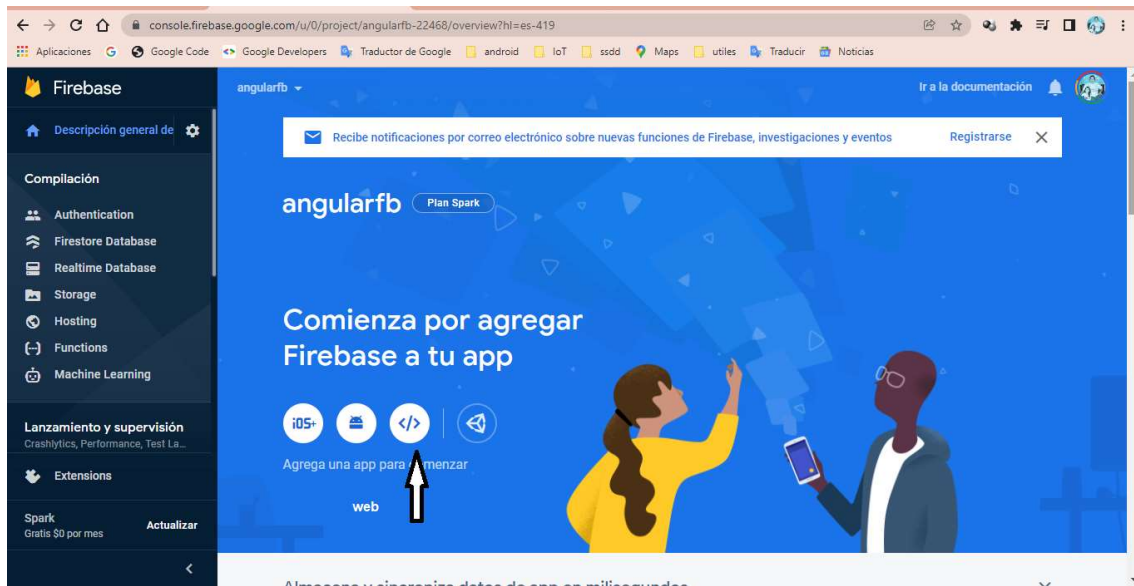 console.firebase.google.com/u/0/project/angularfb-22468/overview?hl=es-419
Aplicaciones G Google Code Google Developers Traductor de Google android IoT ssdd Maps utiles Traducir Noticias
Firebase
angularfb
Ir a la documentación
Descripción general de
Recibe notificaciones por correo electrónico sobre nuevas funciones de Firebase, investigaciones y eventos Registrarse
Compilación
Authentication
Firestore Database
Realtime Database
Storage
Hosting
Functions
Machine Learning
Lanzamiento y supervisión
Crashlytics, Performance, Test La...
Extensions
Spark
Gratis $0 por mes
Actualizar
angularfb Plan Spark
Comienza por agregar
Firebase a tu app
iOS+ </>
Agrega una app para
web